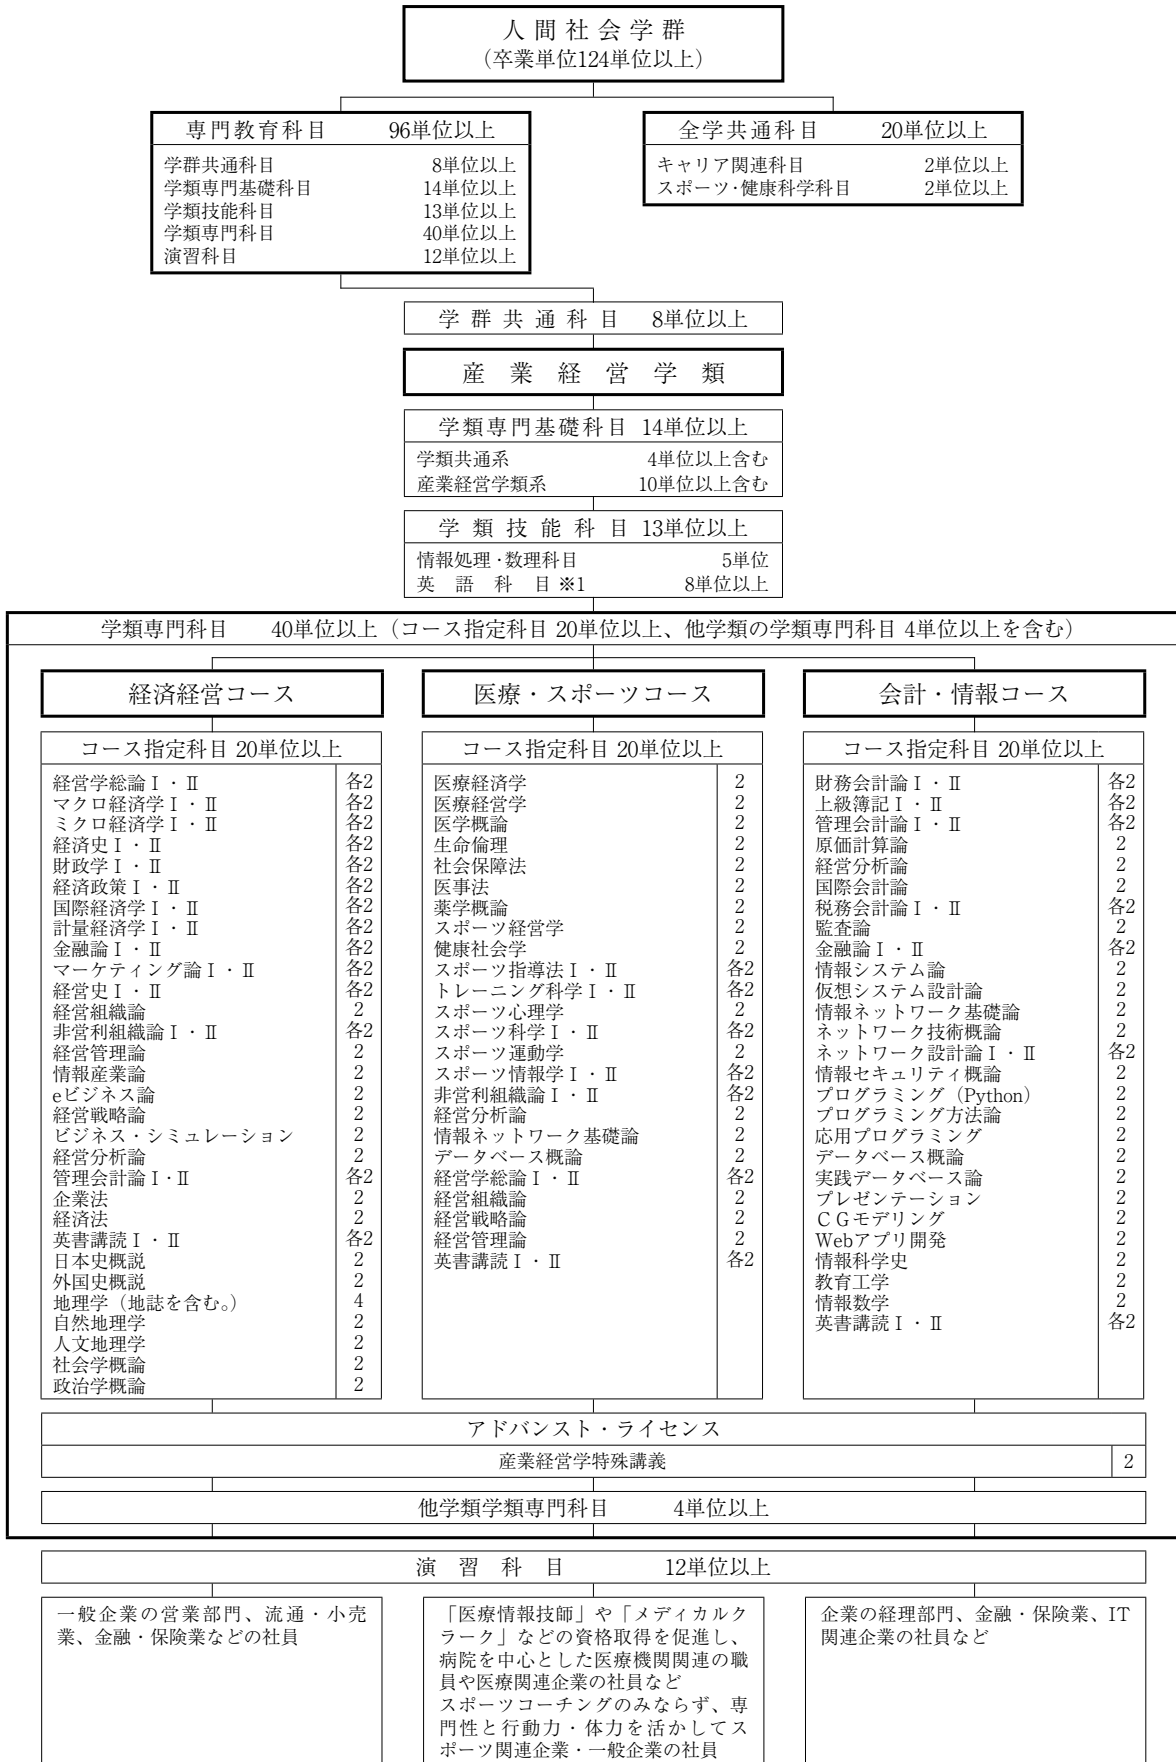 人間社会学群
（卒業単位124単位以上）
専門教育科目 96単位以上
学群共通科目 8単位以上
学類専門基礎科目 14単位以上
学類技能科目 13単位以上
学類専門科目 40単位以上
演習科目 12単位以上
全学共通科目 20単位以上
キャリア関連科目 2単位以上
スポーツ・健康科学科目 2単位以上
学群共通科目 8単位以上
産業経営学類
学類専門基礎科目 14単位以上
学類共通系 4単位以上含む
産業経営学類系 10単位以上含む
学類技能科目 13単位以上
情報処理・数理科目 5単位
英語科目※1 8単位以上
学類専門科目 40単位以上（コース指定科目 20単位以上、他学類の学類専門科目 4単位以上を含む）
経済経営コース
コース指定科目 20単位以上
経営学総論Ⅰ・Ⅱ 各2
マクロ経済学Ⅰ・Ⅱ 各2
ミクロ経済学Ⅰ・Ⅱ 各2
経済史Ⅰ・Ⅱ 各2
財政学Ⅰ・Ⅱ 各2
経済政策Ⅰ・Ⅱ 各2
国際経済学Ⅰ・Ⅱ 各2
計量経済学Ⅰ・Ⅱ 各2
金融論Ⅰ・Ⅱ 各2
マーケティング論Ⅰ・Ⅱ 各2
経営史Ⅰ・Ⅱ 各2
経営組織論 2
非営利組織論Ⅰ・Ⅱ 各2
経営管理論 2
情報産業論 2
eビジネス論 2
経営戦略論 2
ビジネス・シミュレーション 2
経営分析論 2
管理会計論Ⅰ・Ⅱ 各2
企業法 2
経済法 2
英書講読Ⅰ・Ⅱ 各2
日本史概説 2
外国史概説 2
地理学（地誌を含む。） 4
自然地理学 2
人文地理学 2
社会学概論 2
政治学概論 2
医療・スポーツコース
コース指定科目 20単位以上
医療経済学 2
医療経営学 2
医学概論 2
生命倫理 2
社会保障法 2
医事法 2
薬学概論 2
スポーツ経営学 2
健康社会学 2
スポーツ指導法Ⅰ・Ⅱ 各2
トレーニング科学Ⅰ・Ⅱ 各2
スポーツ心理学 2
スポーツ科学Ⅰ・Ⅱ 各2
スポーツ運動学 2
スポーツ情報学Ⅰ・Ⅱ 各2
非営利組織論Ⅰ・Ⅱ 各2
経営分析論 2
情報ネットワーク基礎論 2
データベース概論 2
経営学総論Ⅰ・Ⅱ 各2
経営組織論 2
経営戦略論 2
経営管理論 2
英書講読Ⅰ・Ⅱ 各2
会計・情報コース
コース指定科目 20単位以上
財務会計論Ⅰ・Ⅱ 各2
上級簿記Ⅰ・Ⅱ 各2
管理会計論Ⅰ・Ⅱ 各2
原価計算論 2
経営分析論 2
国際会計論 2
税務会計論Ⅰ・Ⅱ 各2
監査論 2
金融論Ⅰ・Ⅱ 各2
情報システム論 2
仮想システム設計論 2
情報ネットワーク基礎論 2
ネットワーク技術概論 2
ネットワーク設計論Ⅰ・Ⅱ 各2
情報セキュリティ概論 2
プログラミング（Python） 2
プログラミング方法論 2
応用プログラミング 2
データベース概論 2
実践データベース論 2
プレゼンテーション 2
ＣＧモデリング 2
Webアプリ開発 2
情報科学史 2
教育工学 2
情報数学 2
英書講読Ⅰ・Ⅱ 各2
アドバンスト・ライセンス
産業経営学特殊講義 2
他学類学類専門科目 4単位以上
演習科目 12単位以上
一般企業の営業部門、流通・小売
業、金融・保険業などの社員
「医療情報技師」や「メディカルク
ラーク」などの資格取得を促進し、
病院を中心とした医療機関関連の職
員や医療関連企業の社員など
スポーツコーチングのみならず、専
門性と行動力・体力を活かしてス
ポーツ関連企業・一般企業の社員
企業の経理部門、金融・保険業、IT
関連企業の社員など